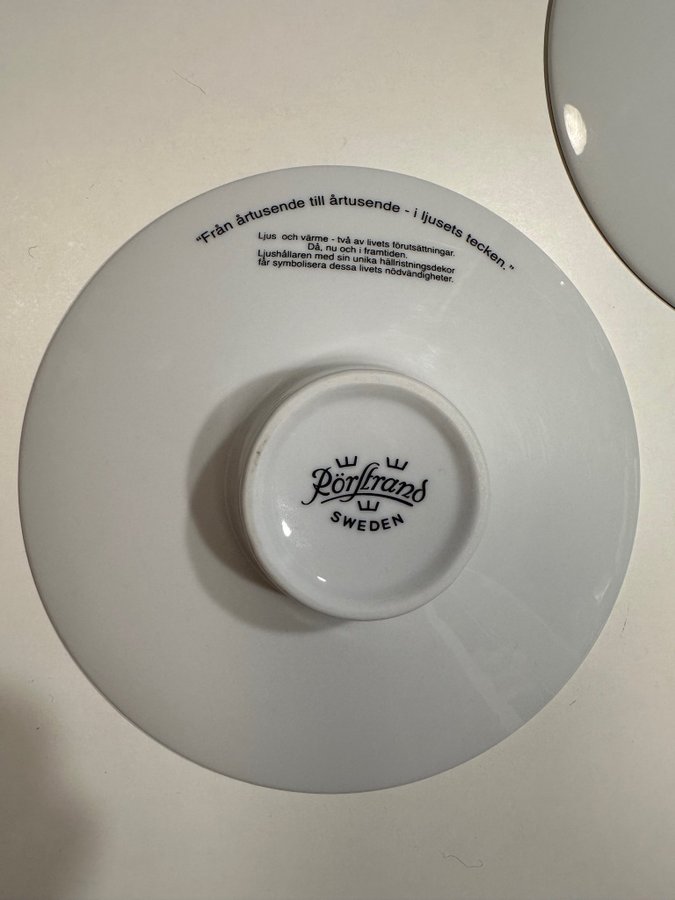 "Från årtusende till årtusende - i ljusets tecken."
Ljus och värme - två av livets förutsättningar.
Då, nu och i framtiden.
Ljushållaren med sin unika hällristningsdekor
får symbolisera dessa livets nödvändigheter.
Rörstrand
SWEDEN